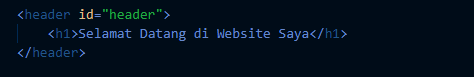 <header id="header">
<h1>Selamat Datang di Website Saya</h1>
</header>